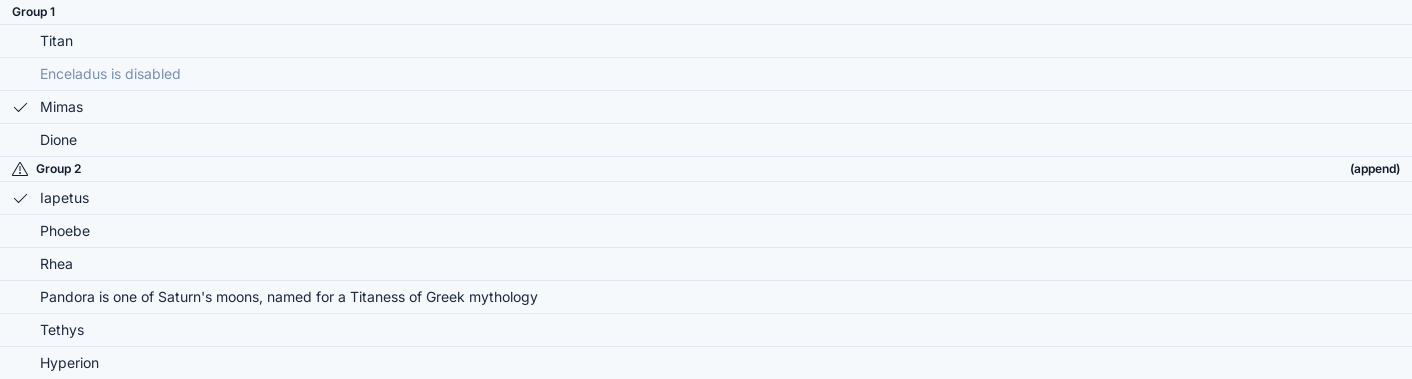 Group 1
Titan
Enceladus is disabled
Mimas
Dione
Group 2 (append)
Iapetus
Phoebe
Rhea
Pandora is one of Saturn's moons, named for a Titaness of Greek mythology
Tethys
Hyperion